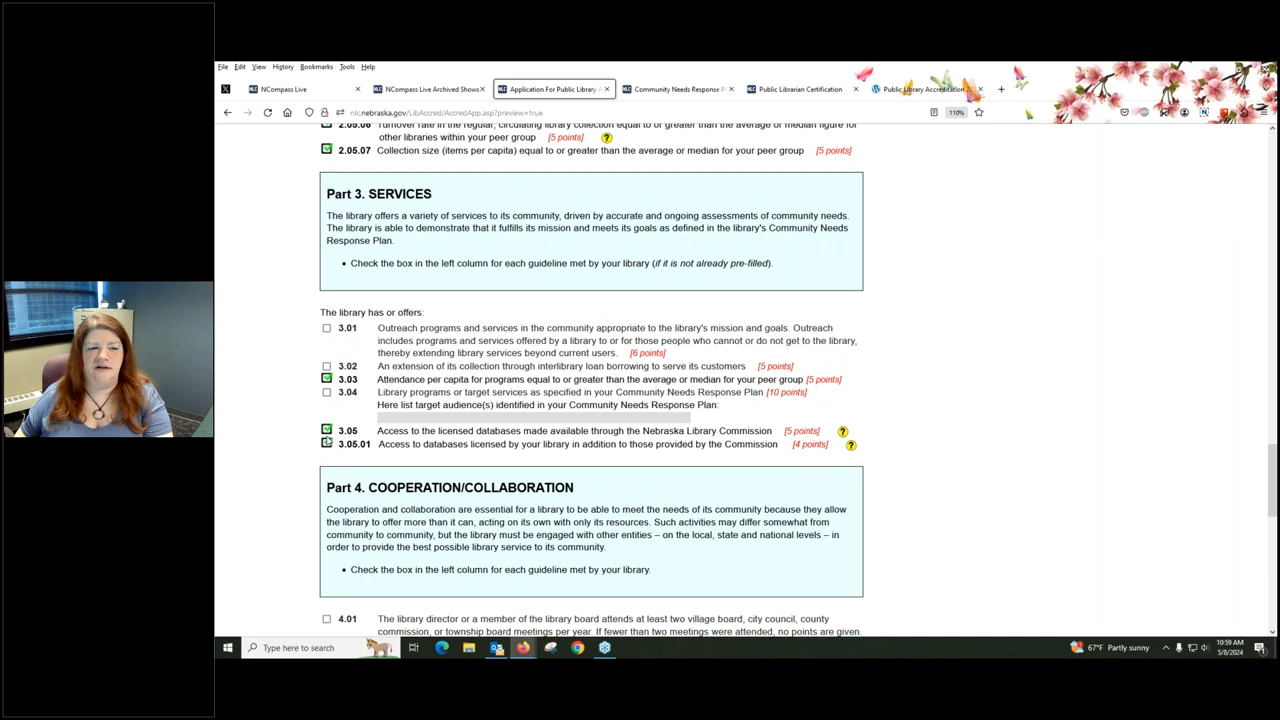 File Edit View History Bookmarks Tools Help
NCompass Live × NCompass Live Archived Shows × Application For Public Library A × Community Needs Response P × Public Librarian Certification × Public Library Accreditation 20 × +
nlc.nebraska.gov/LibAccred/AccredApp.asp?preview=true 110%
2.05.06 Turnover rate in the regular, circulating library collection equal to or greater than the average or median figure for
other libraries within your peer group [5 points] ?
2.05.07 Collection size (items per capita) equal to or greater than the average or median for your peer group [5 points]
Part 3. SERVICES
The library offers a variety of services to its community, driven by accurate and ongoing assessments of community needs.
The library is able to demonstrate that it fulfills its mission and meets its goals as defined in the library's Community Needs
Response Plan.
• Check the box in the left column for each guideline met by your library (if it is not already pre-filled).
The library has or offers:
3.01 Outreach programs and services in the community appropriate to the library's mission and goals. Outreach
includes programs and services offered by a library to or for those people who cannot or do not get to the library,
thereby extending library services beyond current users. [6 points]
3.02 An extension of its collection through interlibrary loan borrowing to serve its customers [5 points]
3.03 Attendance per capita for programs equal to or greater than the average or median for your peer group [5 points]
3.04 Library programs or target services as specified in your Community Needs Response Plan [10 points]
Here list target audience(s) identified in your Community Needs Response Plan:
3.05 Access to the licensed databases made available through the Nebraska Library Commission [5 points] ?
3.05.01 Access to databases licensed by your library in addition to those provided by the Commission [4 points] ?
Part 4. COOPERATION/COLLABORATION
Cooperation and collaboration are essential for a library to be able to meet the needs of its community because they allow
the library to offer more than it can, acting on its own with only its resources. Such activities may differ somewhat from
community to community, but the library must be engaged with other entities – on the local, state and national levels – in
order to provide the best possible library service to its community.
• Check the box in the left column for each guideline met by your library.
4.01 The library director or a member of the library board attends at least two village board, city council, county
commission, or township board meetings per year. If fewer than two meetings were attended, no points are given.
Type here to search 67°F Partly sunny 10:59 AM
5/8/2024